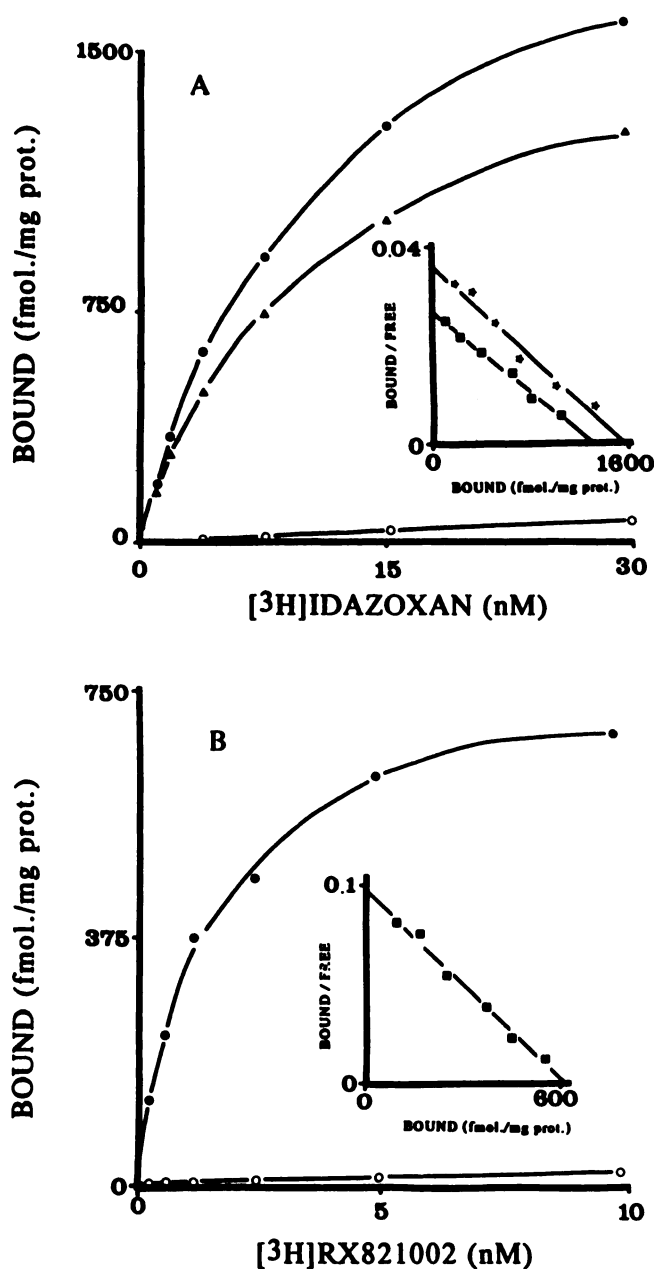 1500
A
BOUND (fmol./mg prot.)
750
0
0.04
BOUND / FREE
0
0
1600
BOUND (fmol./mg prot.)
0
15
30
[³H]IDAZOXAN (nM)
750
B
BOUND (fmol./mg prot.)
375
0
0.1
BOUND / FREE
0
0
600
BOUND (fmol./mg prot.)
0
5
10
[³H]RX821002 (nM)